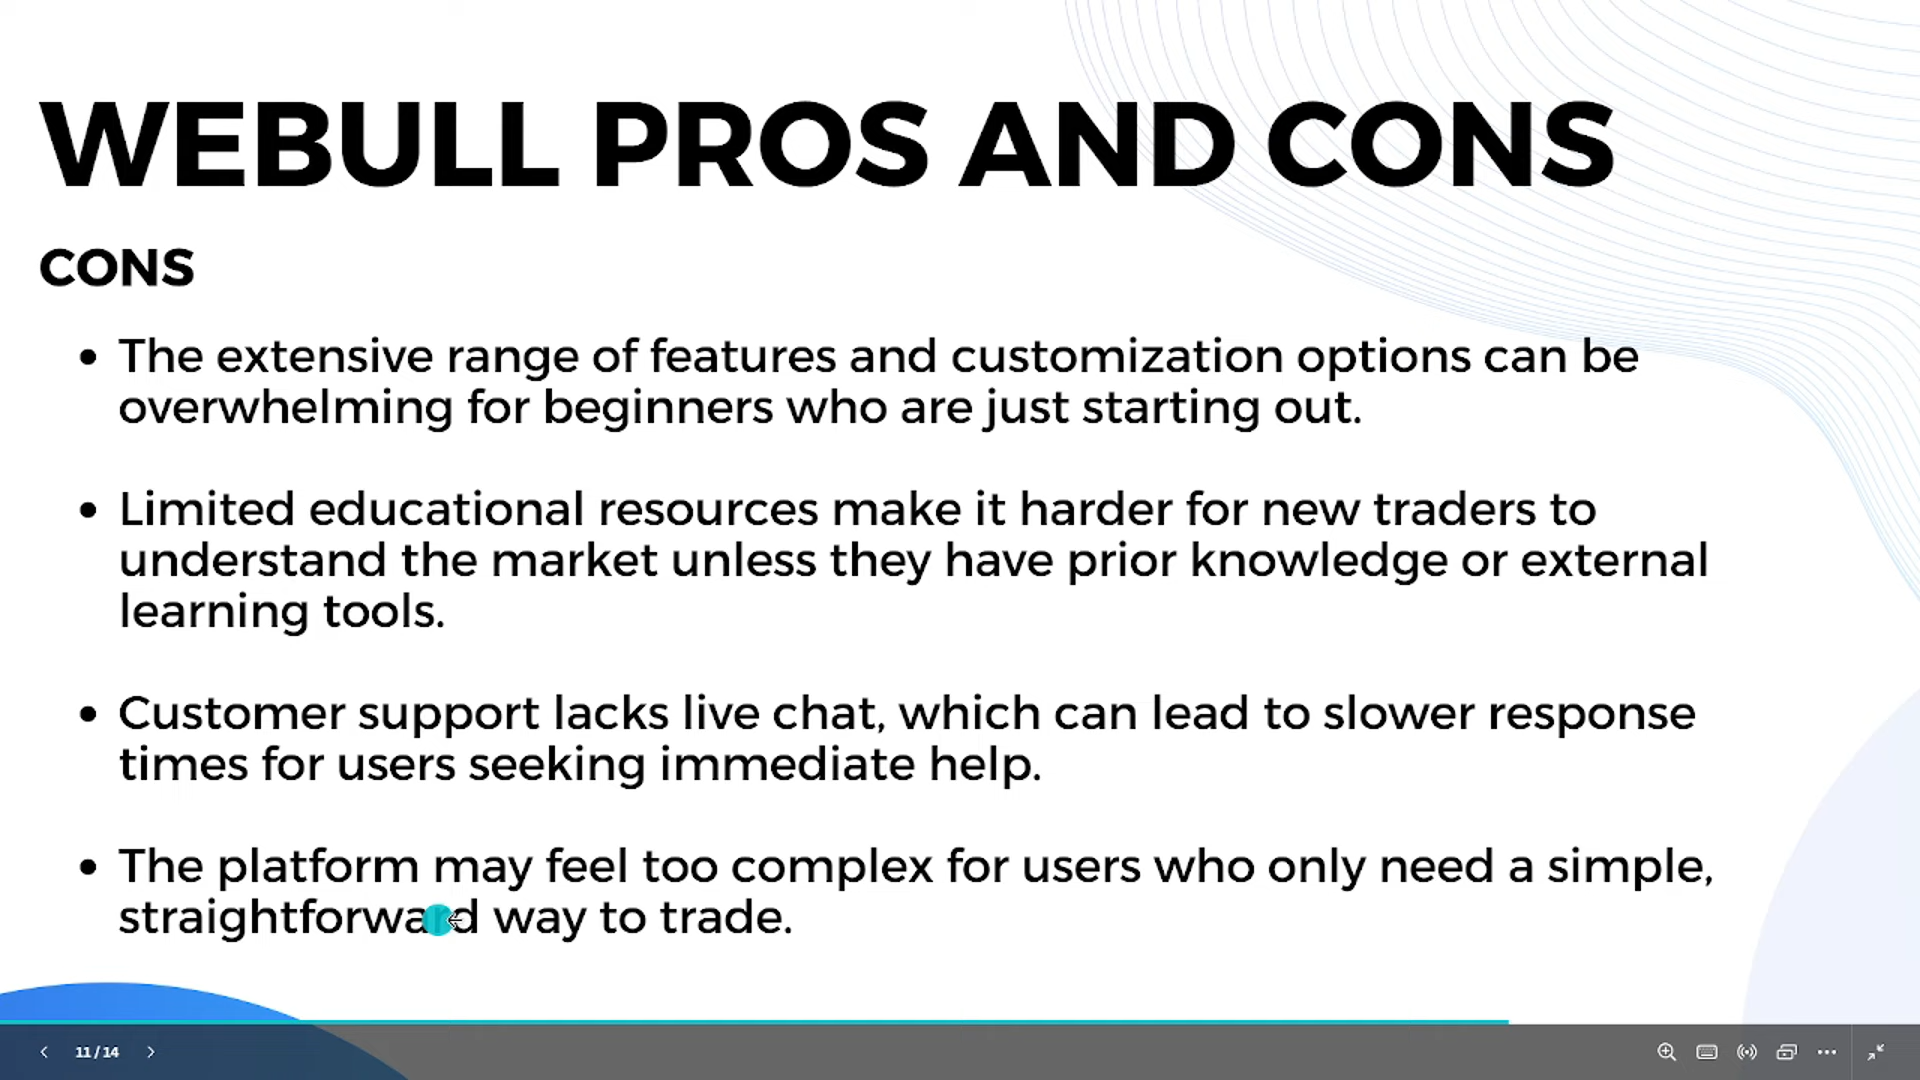 WEBULL PROS AND CONS
CONS
• The extensive range of features and customization options can be
overwhelming for beginners who are just starting out.
• Limited educational resources make it harder for new traders to
understand the market unless they have prior knowledge or external
learning tools.
• Customer support lacks live chat, which can lead to slower response
times for users seeking immediate help.
• The platform may feel too complex for users who only need a simple,
straightforward way to trade.
11 / 14